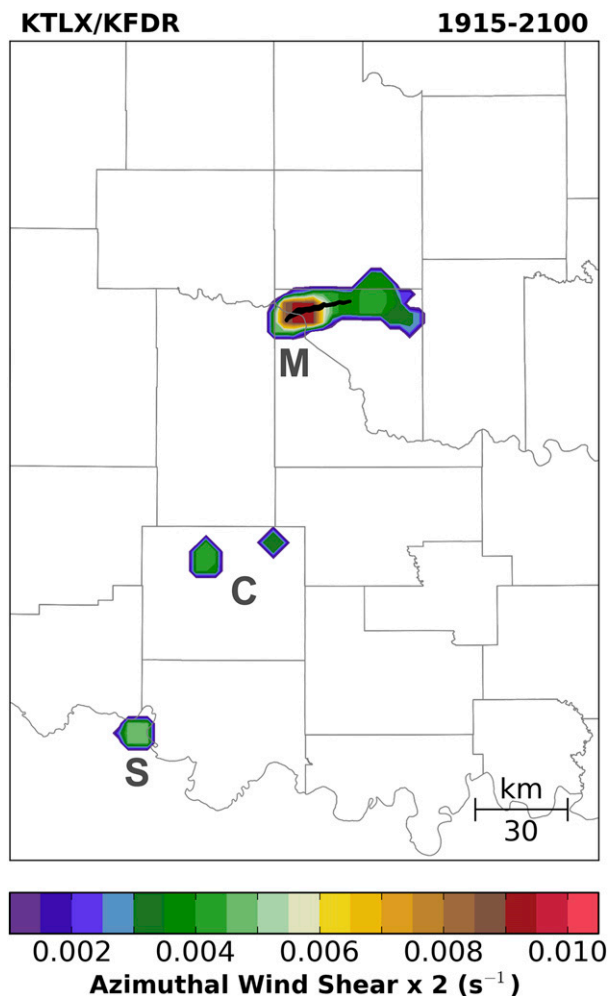 KTLX/KFDR 1915-2100
M
C
S
km
30
0.002 0.004 0.006 0.008 0.010
Azimuthal Wind Shear x 2 (s⁻¹)